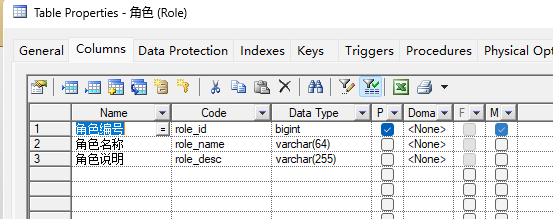 Table Properties - 角色 (Role)
General Columns Data Protection Indexes Keys Triggers Procedures Physical Opt
Name Code Data Type P Doma F M
1 角色编号 = role_id bigint <None>
2 角色名称 role_name varchar(64) <None>
3 角色说明 role_desc varchar(255) <None>